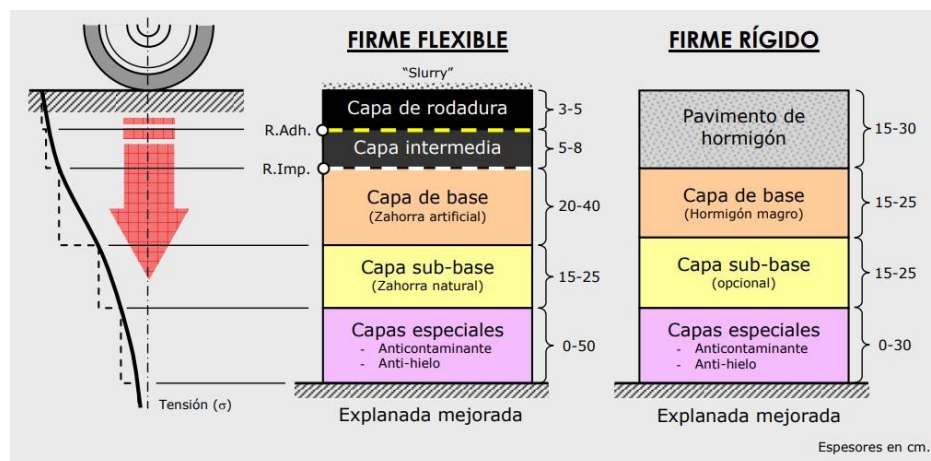 FIRME FLEXIBLE
FIRME RÍGIDO
"Slurry"
Capa de rodadura
3-5
R.Adh.
Capa intermedia
5-8
R.Imp.
Capa de base
(Zahorra artificial)
20-40
Capa sub-base
(Zahorra natural)
15-25
Capas especiales
- Anticontaminante
- Anti-hielo
0-50
Tensión (σ)
Explanada mejorada
Pavimento de
hormigón
15-30
Capa de base
(Hormigón magro)
15-25
Capa sub-base
(opcional)
15-25
Capas especiales
- Anticontaminante
- Anti-hielo
0-30
Explanada mejorada
Espesores en cm.